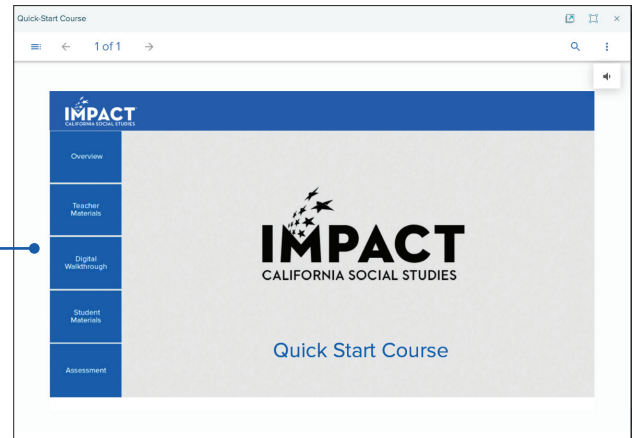 Quick-Start Course
1 of 1
IMPACT
CALIFORNIA SOCIAL STUDIES
Overview
Teacher
Materials
Digital
Walkthrough
Student
Materials
Assessment
IMPACT
CALIFORNIA SOCIAL STUDIES
Quick Start Course